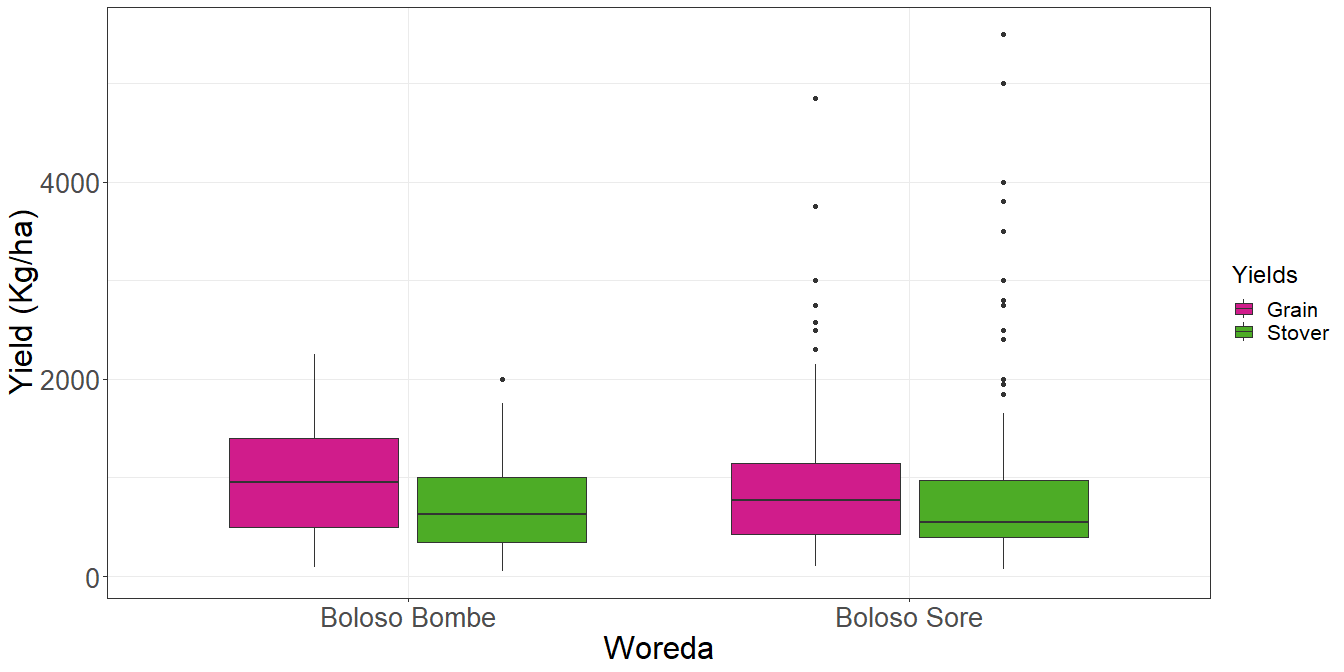 Yield (Kg/ha)
4000
2000
0
Boloso Bombe
Boloso Sore
Woreda
Yields
Grain
Stover